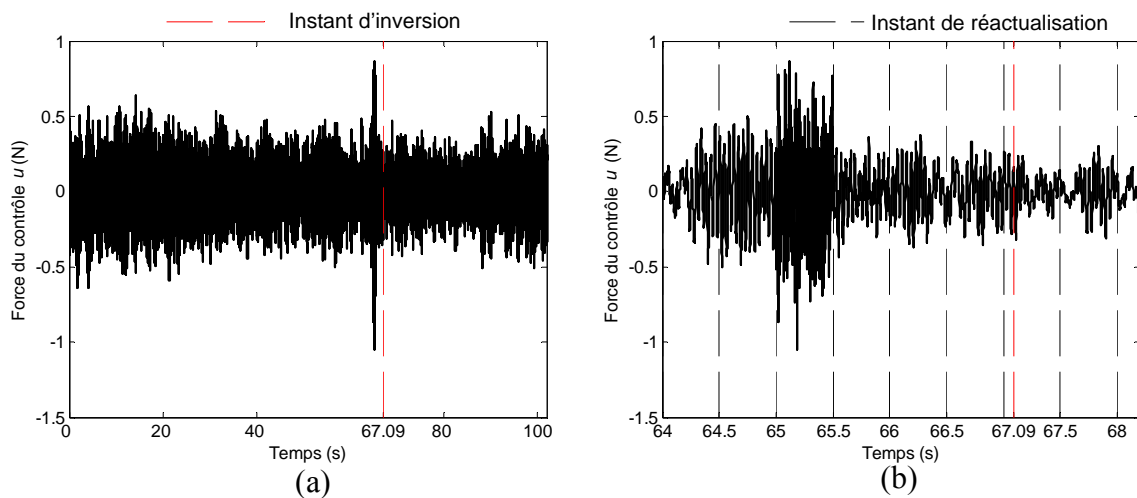 Instant d'inversion
Instant de réactualisation
Force du contrôle u (N)
1
0.5
0
-0.5
-1
-1.5
0 20 40 67.09 80 100
Temps (s)
(a)
Force du contrôle u (N)
1
0.5
0
-0.5
-1
-1.5
64 64.5 65 65.5 66 66.5 67.09 67.5 68
Temps (s)
(b)